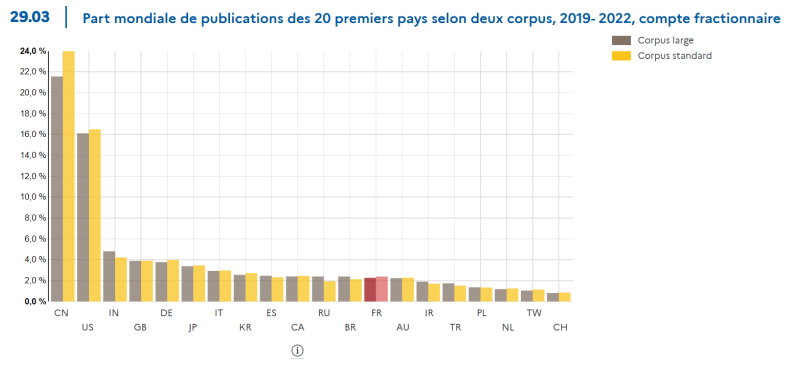 29.03 Part mondiale de publications des 20 premiers pays selon deux corpus, 2019- 2022, compte fractionnaire
Corpus large
Corpus standard
24,0 %
22,0 %
20,0 %
18,0 %
16,0 %
14,0 %
12,0 %
10,0 %
8,0 %
6,0 %
4,0 %
2,0 %
0,0 %
CN IN DE IT ES RU FR IR PL TW
US GB JP KR CA BR AU TR NL CH
i